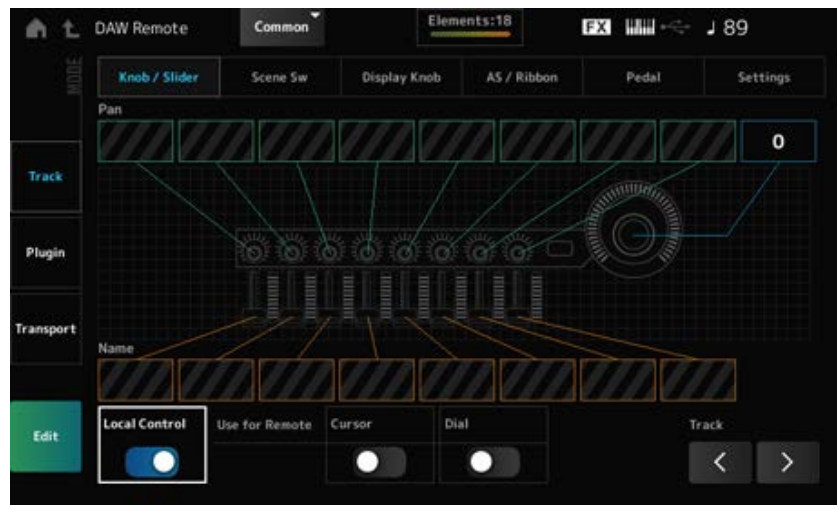 DAW Remote
Common
Elements:18
FX
♩ 89
MODE
Knob / Slider
Scene Sw
Display Knob
AS / Ribbon
Pedal
Settings
Pan
0
Track
Plugin
Transport
Name
Edit
Local Control
Use for Remote
Cursor
Dial
Track